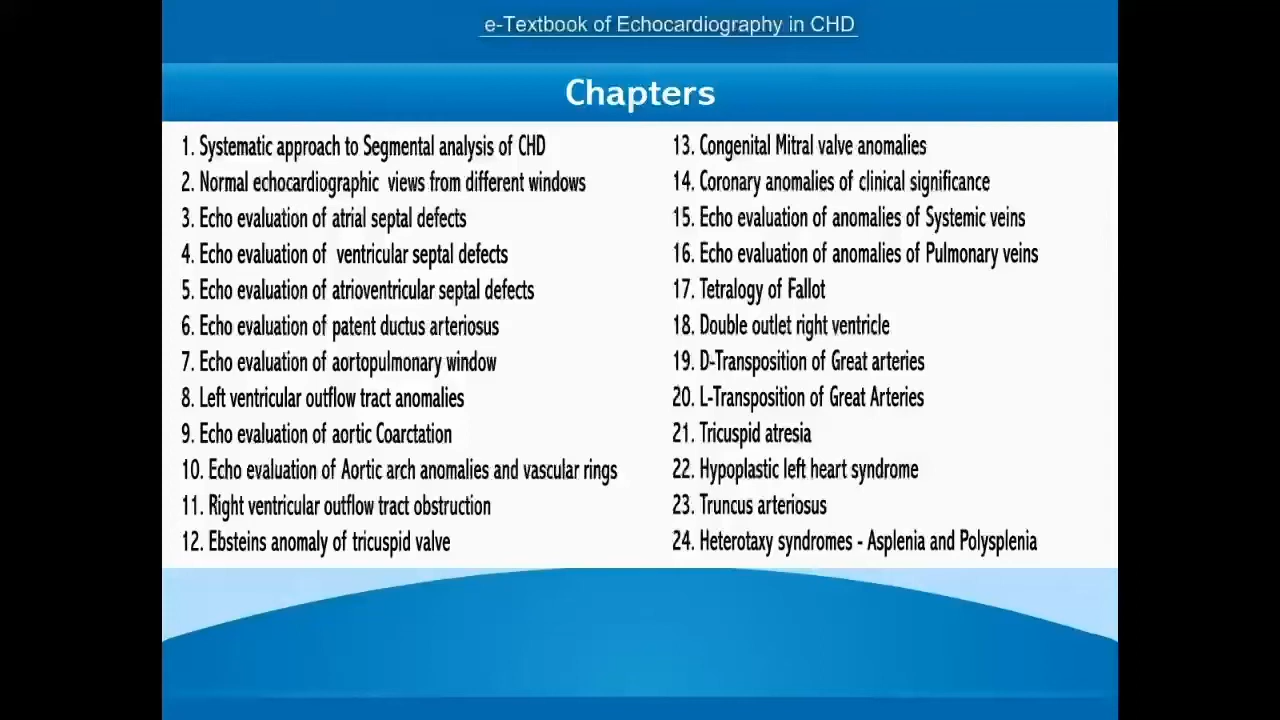 e-Textbook of Echocardiography in CHD
Chapters
1. Systematic approach to Segmental analysis of CHD
2. Normal echocardiographic views from different windows
3. Echo evaluation of atrial septal defects
4. Echo evaluation of ventricular septal defects
5. Echo evaluation of atrioventricular septal defects
6. Echo evaluation of patent ductus arteriosus
7. Echo evaluation of aortopulmonary window
8. Left ventricular outflow tract anomalies
9. Echo evaluation of aortic Coarctation
10. Echo evaluation of Aortic arch anomalies and vascular rings
11. Right ventricular outflow tract obstruction
12. Ebsteins anomaly of tricuspid valve
13. Congenital Mitral valve anomalies
14. Coronary anomalies of clinical significance
15. Echo evaluation of anomalies of Systemic veins
16. Echo evaluation of anomalies of Pulmonary veins
17. Tetralogy of Fallot
18. Double outlet right ventricle
19. D-Transposition of Great arteries
20. L-Transposition of Great Arteries
21. Tricuspid atresia
22. Hypoplastic left heart syndrome
23. Truncus arteriosus
24. Heterotaxy syndromes - Asplenia and Polysplenia